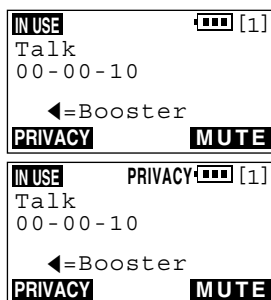 IN USE [1]
Talk
00-00-10
◀=Booster
PRIVACY MUTE
IN USE PRIVACY [1]
Talk
00-00-10
◀=Booster
PRIVACY MUTE